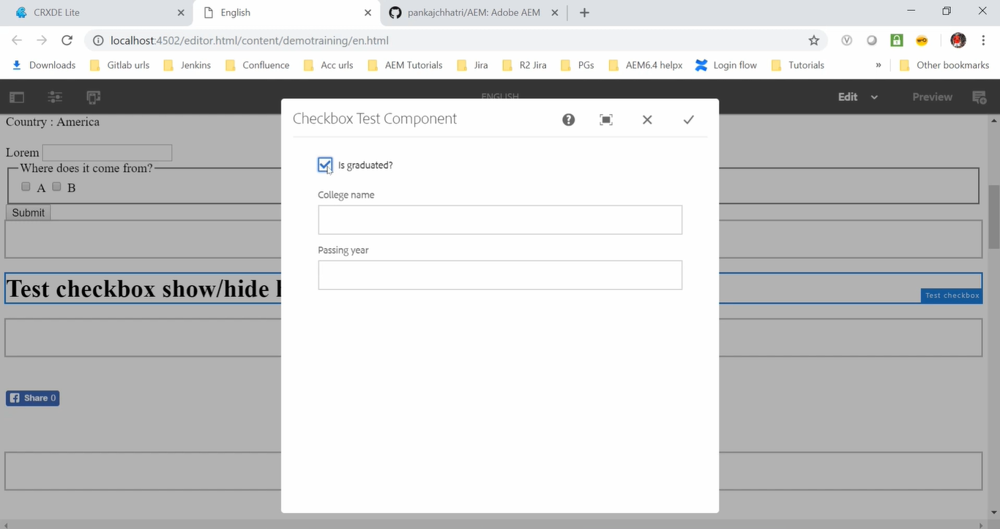 CRXDE Lite
English
pankajchhatri/AEM: Adobe AEM
localhost:4502/editor.html/content/demotraining/en.html
Downloads Gitlab urls Jenkins Confluence Acc urls AEM Tutorials Jira R2 Jira PGs AEM6.4 helpx Login flow Tutorials » Other bookmarks
ENGLISH
Edit Preview
Country : America
Checkbox Test Component
Lorem
Where does it come from?
A B
Submit
Is graduated?
College name
Passing year
Test checkbox show/hide
Test checkbox
Share 0